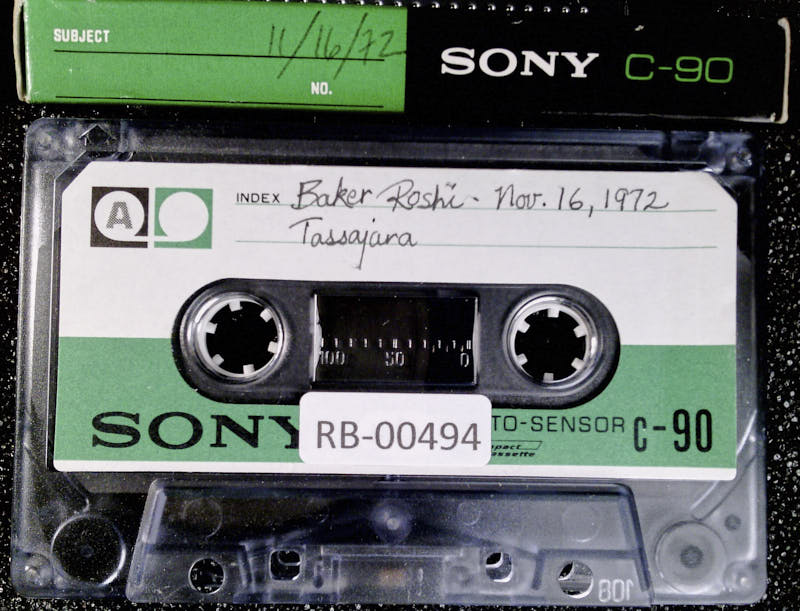 SUBJECT 11/16/72
NO.
SONY C-90
A
INDEX Baker Roshi - Nov. 16, 1972
Tassajara
100 50 0
SONY TO-SENSOR C-90
RB-00494
108